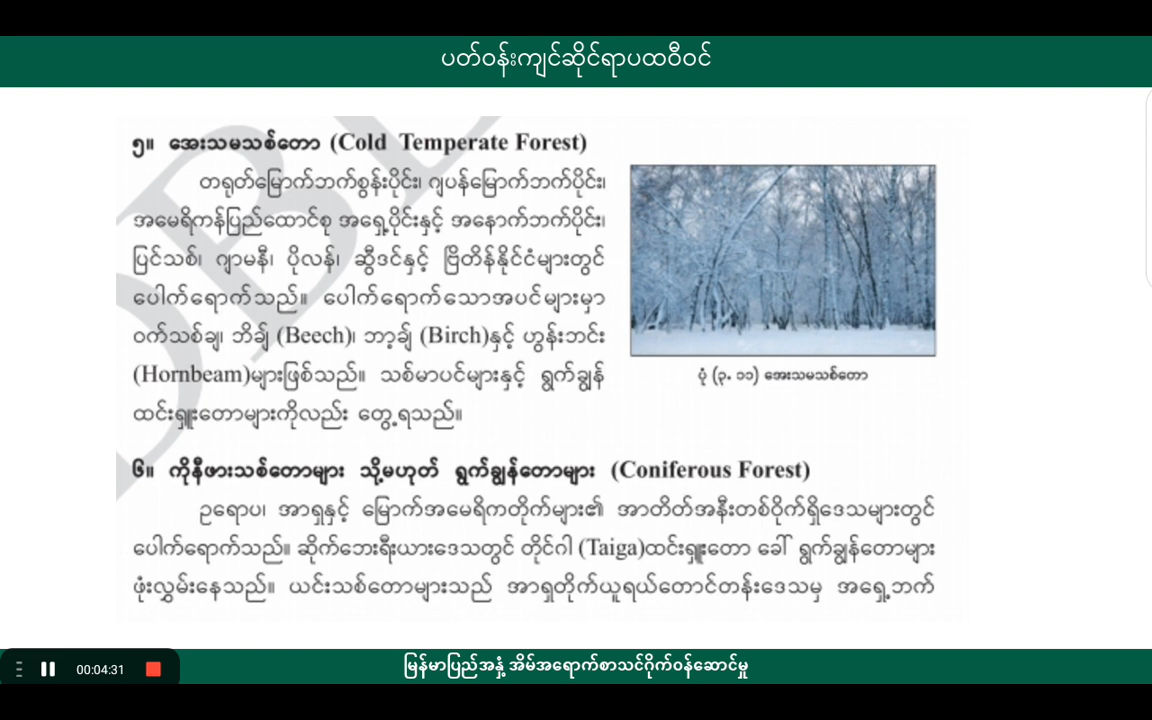 ပတ်ဝန်းကျင်ဆိုင်ရာပထဝီဝင်
၅။ အေးသမသစ်တော (Cold Temperate Forest)
တရုတ်မြောက်ဘက်စွန်းပိုင်း၊ ဂျပန်မြောက်ဘက်ပိုင်း၊
အမေရိကန်ပြည်ထောင်စု အရှေ့ပိုင်းနှင့် အနောက်ဘက်ပိုင်း၊
ပြင်သစ်၊ ဂျာမနီ၊ ပိုလန်၊ ဆွီဒင်နှင့် ဗြိတိန်နိုင်ငံများတွင်
ပေါက်ရောက်သည်။ ပေါက်ရောက်သောအပင်များမှာ
ဝက်သစ်ချ၊ ဘိချ် (Beech)၊ ဘာ့ချ် (Birch)နှင့် ဟွန်းဘင်း
(Hornbeam)များဖြစ်သည်။ သစ်မာပင်များနှင့် ရွက်ချွန်
ထင်းရှူးတောများကိုလည်း တွေ့ရသည်။
ပုံ (၃.၁၁) အေးသမသစ်တော
၆။ ကိုနီဖားသစ်တောများ သို့မဟုတ် ရွက်ချွန်တောများ (Coniferous Forest)
ဥရောပ၊ အာရှနှင့် မြောက်အမေရိကတိုက်များ၏ အာတိတ်အနီးတစ်ဝိုက်ရှိဒေသများတွင်
ပေါက်ရောက်သည်။ ဆိုက်ဘေးရီးယားဒေသတွင် တိုင်ဂါ (Taiga)ထင်းရှူးတော ခေါ် ရွက်ချွန်တောများ
ဖုံးလွှမ်းနေသည်။ ယင်းသစ်တောများသည် အာရှတိုက်ယူရယ်တောင်တန်းဒေသမှ အရှေ့ဘက်
00:04:31
မြန်မာပြည်အနှံ့ အိမ်အရောက်စာသင်ဂိုက်ဝန်ဆောင်မှု